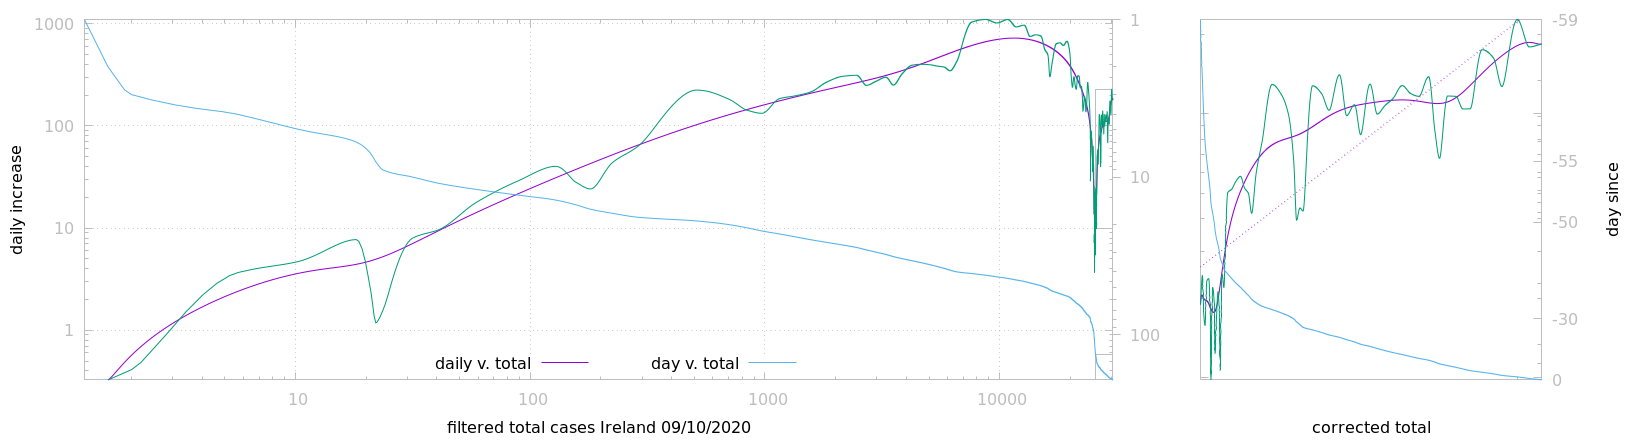 1000
100
10
1
daily increase
daily v. total
day v. total
10
100
1000
10000
filtered total cases Ireland 09/10/2020
1
10
100
-59
-55
-50
-30
0
day since
corrected total